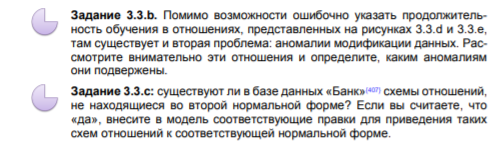 Задание 3.3.b. Помимо возможности ошибочно указать продолжитель-
ность обучения в отношениях, представленных на рисунках 3.3.d и 3.3.e,
там существует и вторая проблема: аномалии модификации данных. Рас-
смотрите внимательно эти отношения и определите, каким аномалиям
они подвержены.
Задание 3.3.c: существуют ли в базе данных «Банк»{407} схемы отношений,
не находящиеся во второй нормальной форме? Если вы считаете, что
«да», внесите в модель соответствующие правки для приведения таких
схем отношений к соответствующей нормальной форме.